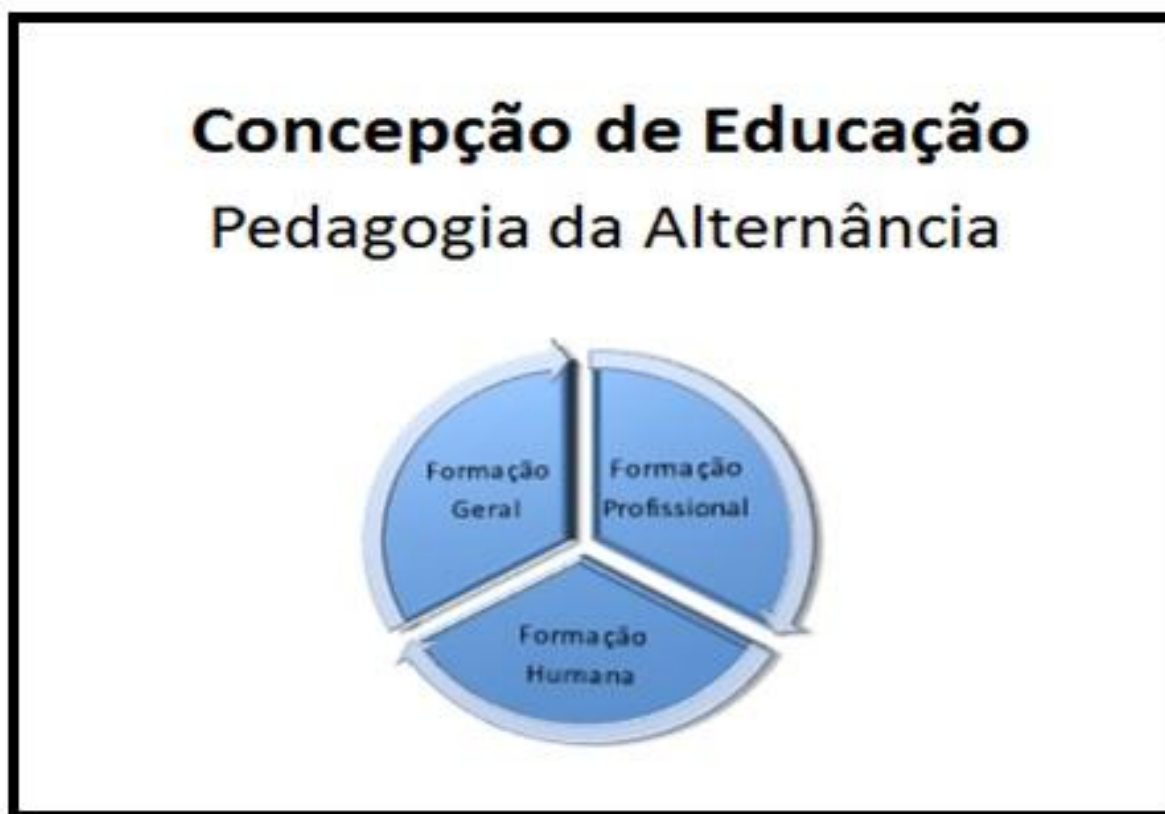 Concepção de Educação
Pedagogia da Alternância
Formação
Geral
Formação
Profissional
Formação
Humana